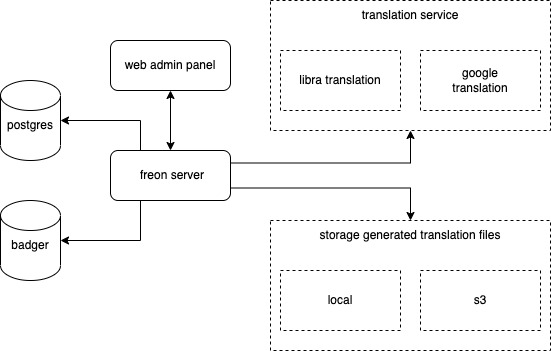 translation service
web admin panel
libra translation
google
translation
postgres
freon server
badger
storage generated translation files
local
s3